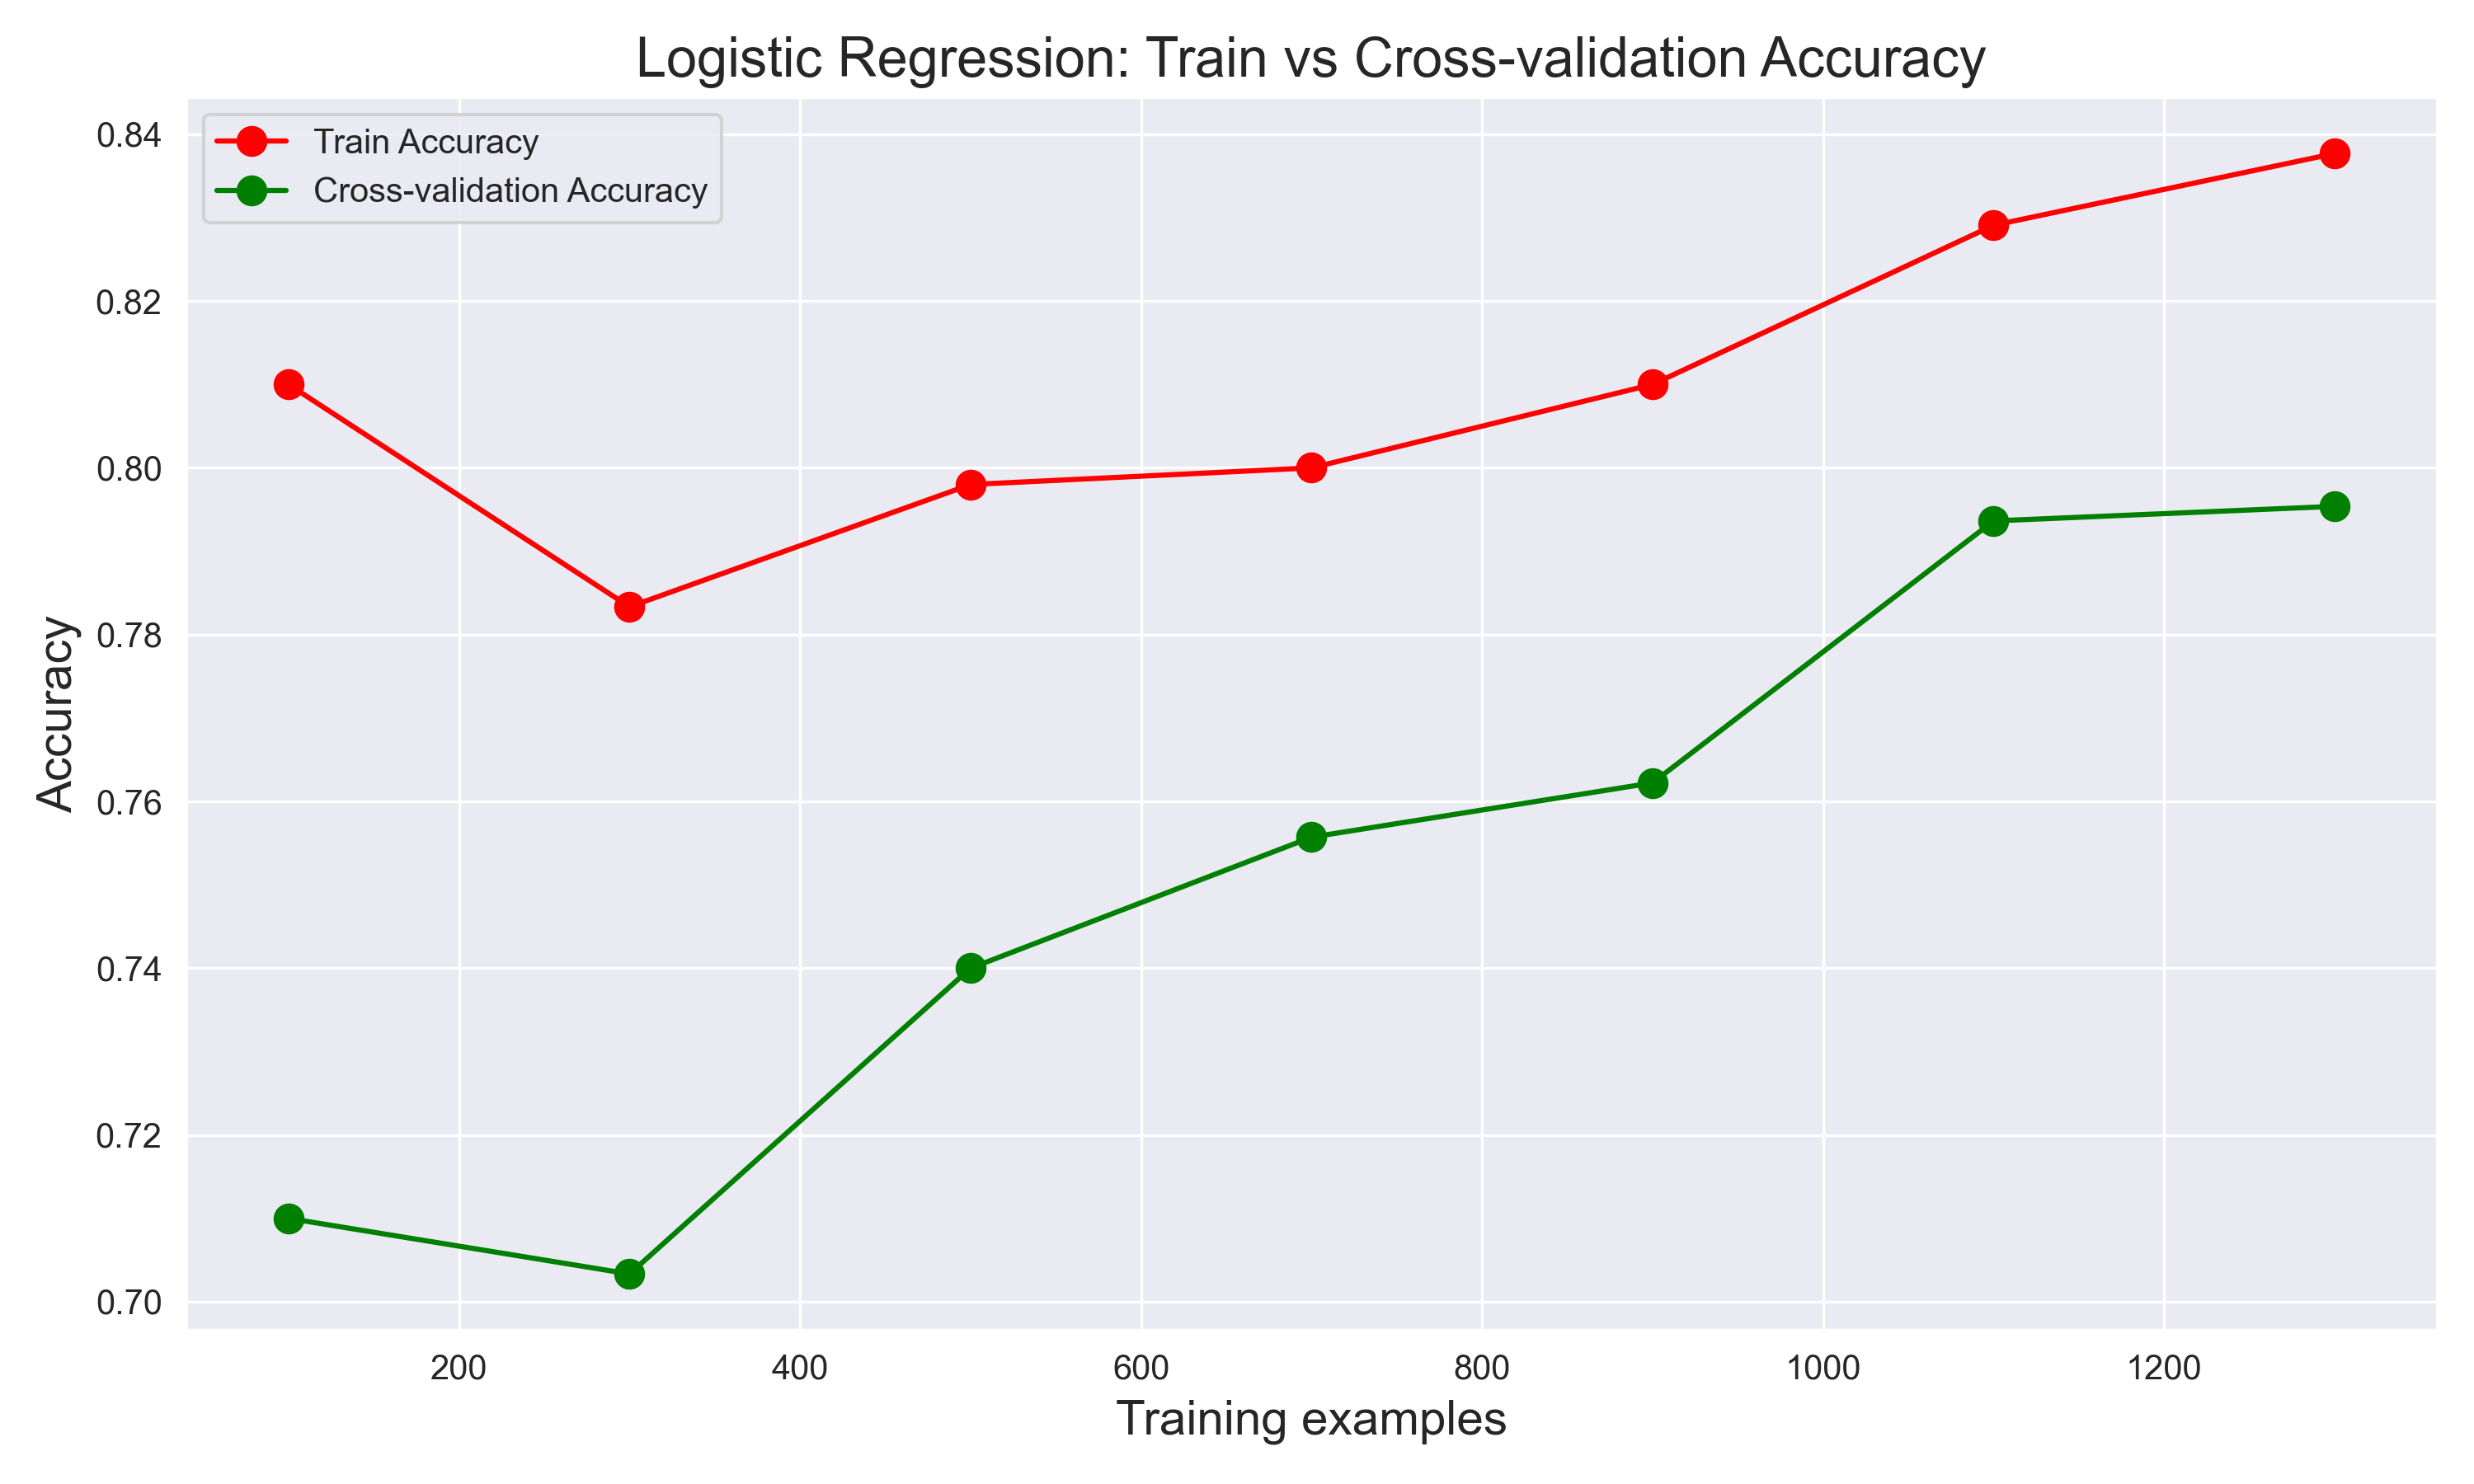 Logistic Regression: Train vs Cross-validation Accuracy
Train Accuracy
Cross-validation Accuracy
0.84
0.82
0.80
0.78
0.76
0.74
0.72
0.70
Accuracy
200 400 600 800 1000 1200
Training examples